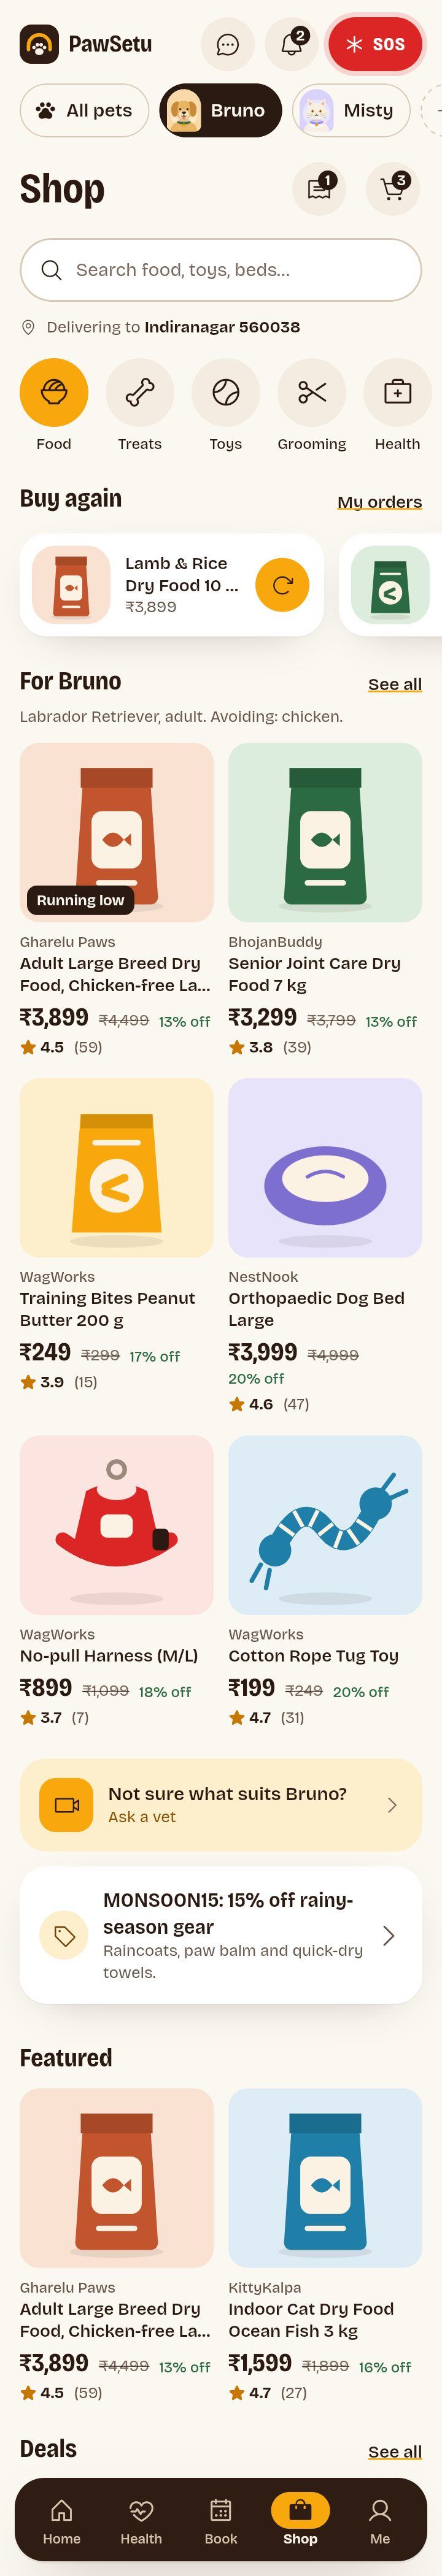 PawSetu
2
SOS
All pets
Bruno
Misty
Shop
1
3
Search food, toys, beds...
Delivering to Indiranagar 560038
Food
Treats
Toys
Grooming
Health
Buy again
My orders
Lamb & Rice
Dry Food 10 ...
₹3,899
For Bruno
See all
Labrador Retriever, adult. Avoiding: chicken.
Running low
Gharelu Paws
Adult Large Breed Dry
Food, Chicken-free La...
₹3,899 ₹4,499 13% off
4.5 (59)
BhojanBuddy
Senior Joint Care Dry
Food 7 kg
₹3,299 ₹3,799 13% off
3.8 (39)
WagWorks
Training Bites Peanut
Butter 200 g
₹249 ₹299 17% off
3.9 (15)
NestNook
Orthopaedic Dog Bed
Large
₹3,999 ₹4,999
20% off
4.6 (47)
WagWorks
No-pull Harness (M/L)
₹899 ₹1,099 18% off
3.7 (7)
WagWorks
Cotton Rope Tug Toy
₹199 ₹249 20% off
4.7 (31)
Not sure what suits Bruno?
Ask a vet
MONSOON15: 15% off rainy-
season gear
Raincoats, paw balm and quick-dry
towels.
Featured
Gharelu Paws
Adult Large Breed Dry
Food, Chicken-free La...
₹3,899 ₹4,499 13% off
4.5 (59)
KittyKalpa
Indoor Cat Dry Food
Ocean Fish 3 kg
₹1,599 ₹1,899 16% off
4.7 (27)
Deals
See all
Home
Health
Book
Shop
Me